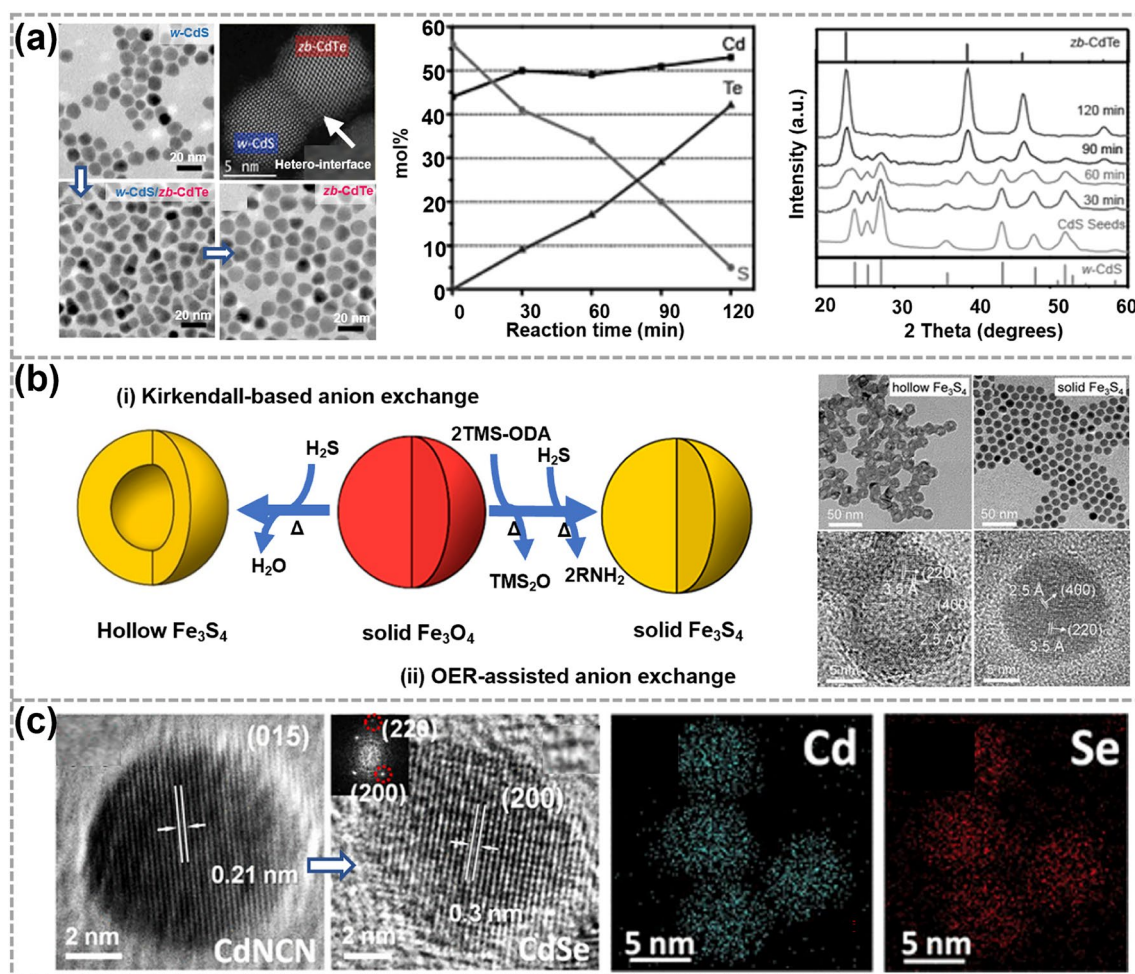 (a)
w-CdS
20 nm
zb-CdTe
w-CdS
5 nm
Hetero-interface
w-CdS/zb-CdTe
20 nm
zb-CdTe
20 nm
60
50
40
30
20
10
0
mol%
Cd
Te
S
0 30 60 90 120
Reaction time (min)
Intensity (a.u.)
zb-CdTe
120 min
90 min
60 min
30 min
CdS Seeds
w-CdS
20 30 40 50 60
2 Theta (degrees)
(b)
(i) Kirkendall-based anion exchange
H₂S
Δ
H₂O
2TMS-ODA
H₂S
Δ
Δ
TMS₂O
2RNH₂
Hollow Fe₃S₄
solid Fe₃O₄
solid Fe₃S₄
(ii) OER-assisted anion exchange
hollow Fe₃S₄
50 nm
solid Fe₃S₄
50 nm
(220)
3.5 Å
(400)
2.5 Å
5 nm
2.5 Å
(400)
(220)
3.5 Å
5 nm
(c)
(015)
0.21 nm
2 nm
CdNCN
(220)
(200)
(200)
0.3 nm
2 nm
CdSe
Cd
5 nm
Se
5 nm